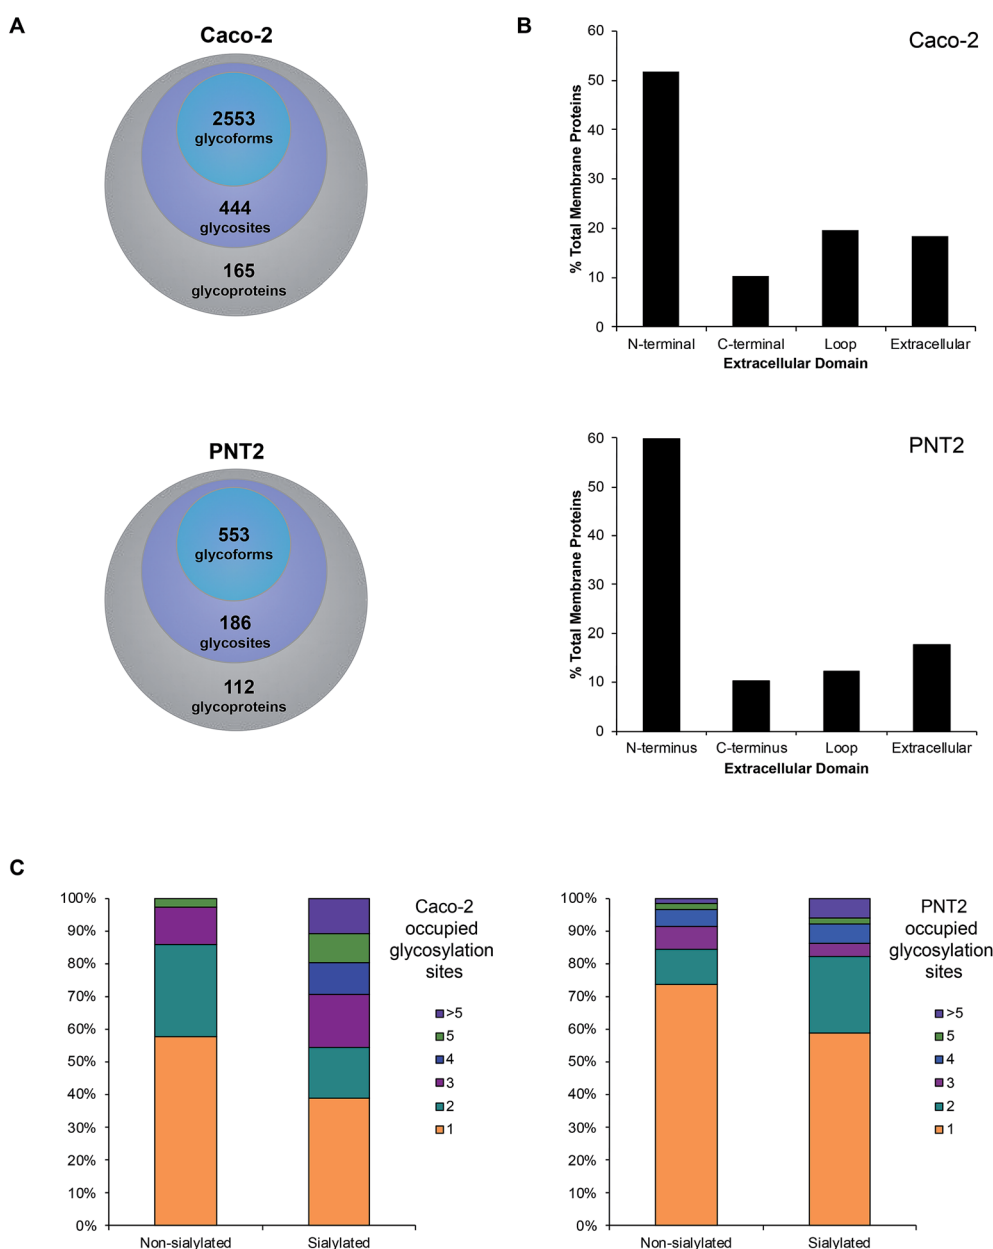 A
Caco-2
2553
glycoforms
444
glycosites
165
glycoproteins
PNT2
553
glycoforms
186
glycosites
112
glycoproteins
B
Caco-2
% Total Membrane Proteins
60
50
40
30
20
10
0
N-terminal
C-terminal
Loop
Extracellular
Extracellular Domain
PNT2
% Total Membrane Proteins
60
50
40
30
20
10
0
N-terminus
C-terminus
Loop
Extracellular
Extracellular Domain
C
100%
90%
80%
70%
60%
50%
40%
30%
20%
10%
0%
Non-sialylated
Sialylated
Caco-2
occupied
glycosylation
sites
>5
5
4
3
2
1
100%
90%
80%
70%
60%
50%
40%
30%
20%
10%
0%
Non-sialylated
Sialylated
PNT2
occupied
glycosylation
sites
>5
5
4
3
2
1